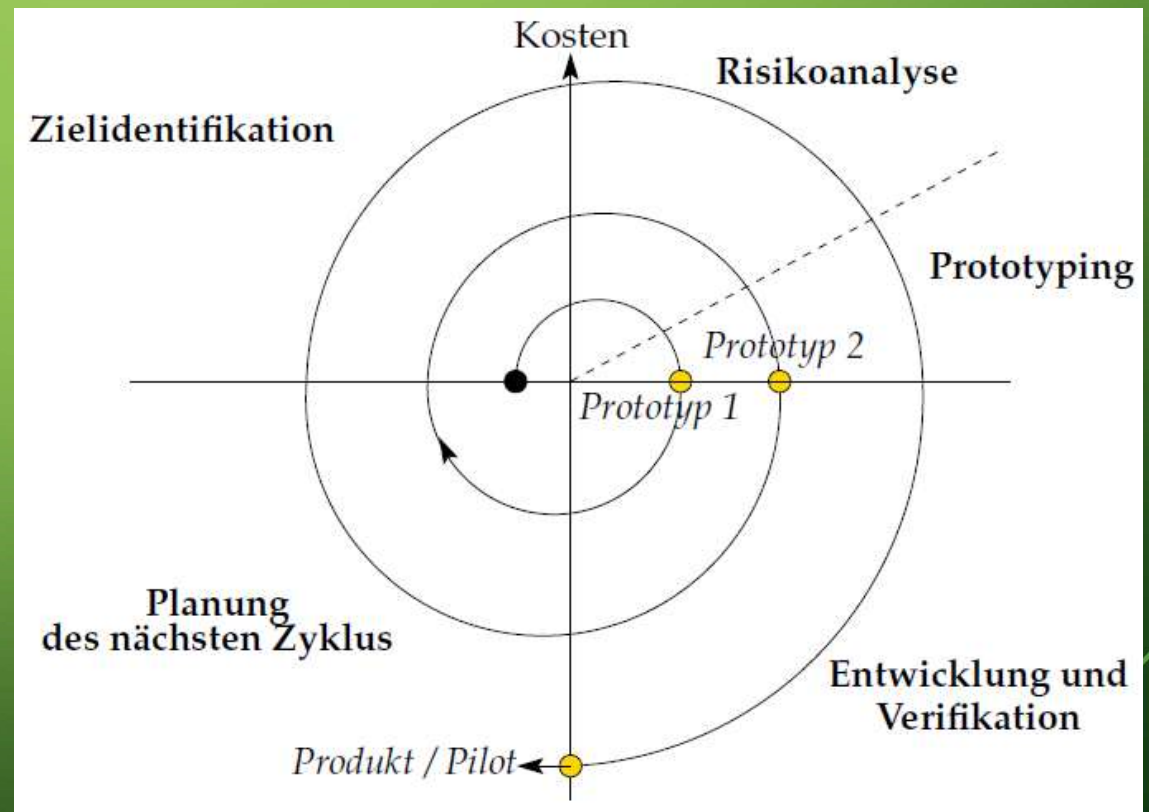 Kosten
Risikoanalyse
Zielidentifikation
Prototyping
Prototyp 2
Prototyp 1
Planung
des nächsten Zyklus
Entwicklung und
Verifikation
Produkt / Pilot